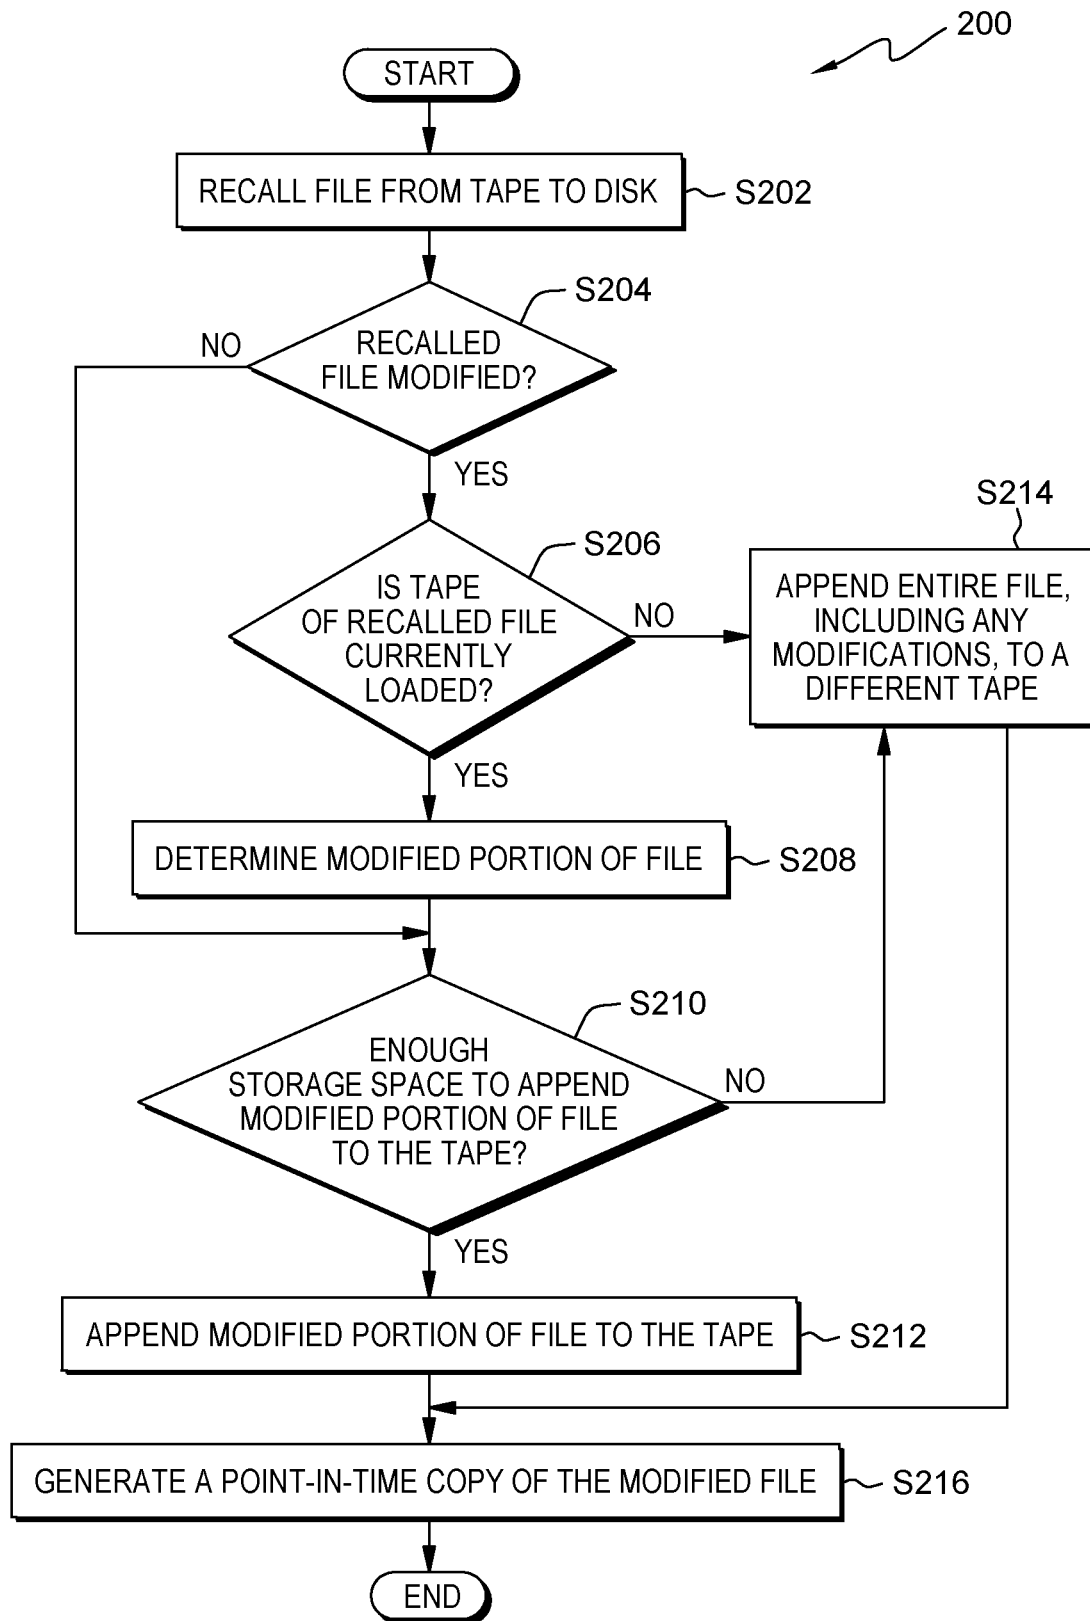 200
START
RECALL FILE FROM TAPE TO DISK
S202
S204
RECALLED
FILE MODIFIED?
NO
YES
S206
IS TAPE
OF RECALLED FILE
CURRENTLY
LOADED?
NO
YES
S214
APPEND ENTIRE FILE,
INCLUDING ANY
MODIFICATIONS, TO A
DIFFERENT TAPE
DETERMINE MODIFIED PORTION OF FILE
S208
S210
ENOUGH
STORAGE SPACE TO APPEND
MODIFIED PORTION OF FILE
TO THE TAPE?
NO
YES
APPEND MODIFIED PORTION OF FILE TO THE TAPE
S212
GENERATE A POINT-IN-TIME COPY OF THE MODIFIED FILE
S216
END